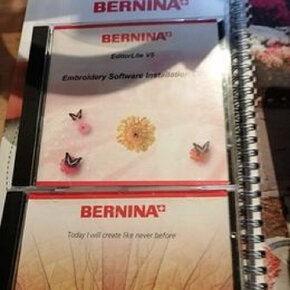 BERNINA+
BERNINA+
EditorLite V5
Embroidery Software Installation
BERNINA+
Today I will create like never before